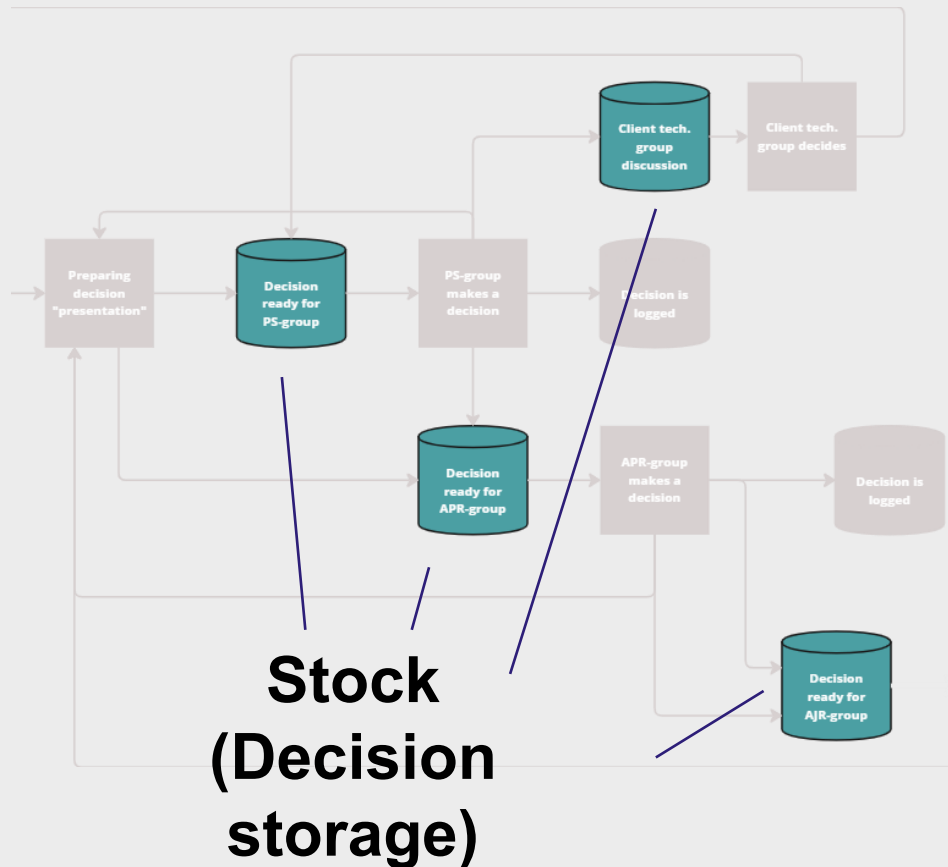 Client tech.
group
discussion
Client tech.
group decides
Preparing
decision
"presentation"
Decision
ready for
PS-group
PS-group
makes a
decision
Decision is
logged
Decision
ready for
APR-group
APR-group
makes a
decision
Decision is
logged
Decision
ready for
AJR-group
Stock
(Decision
storage)